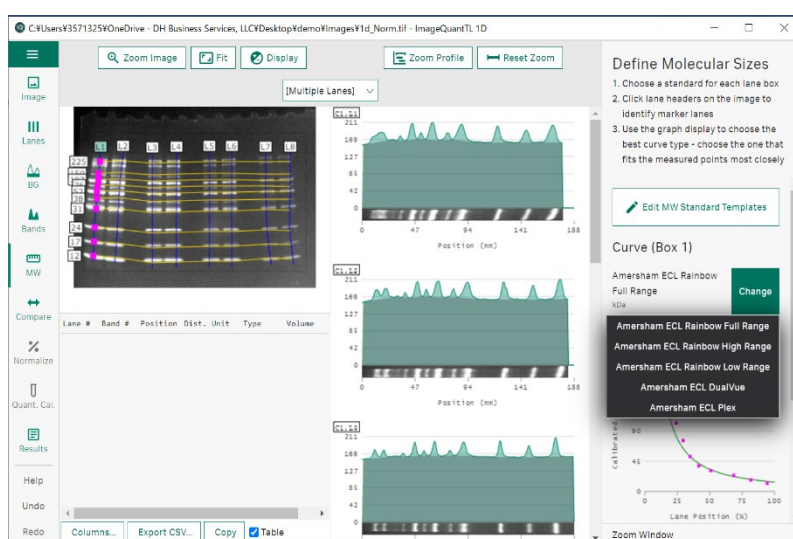 C:¥Users¥3571325¥OneDrive - DH Business Services, LLC¥Desktop¥demo¥Images¥1d_Norm.tif - ImageQuantTL 1D
Zoom Image
Fit
Display
Zoom Profile
Reset Zoom
[Multiple Lanes]
Image
Lanes
BG
Bands
MW
Compare
Normalize
Quant. Cal.
Results
Help
Undo
Redo
L1 L2 L3 L4 L5 L6 L7 L8
225
52
38
31
24
17
12
Lane # Band # Position Dist. Unit Type Volume
Columns...
Export CSV...
Copy
Table
C1.L1
211
169
127
85
42
0
0 47 94 141 188
Position (mm)
C1.L2
211
169
127
85
42
0
0 47 94 141 188
Position (mm)
C1.L3
211
169
127
85
42
0
Define Molecular Sizes
1. Choose a standard for each lane box
2. Click lane headers on the image to
identify marker lanes
3. Use the graph display to choose the
best curve type - choose the one that
fits the measured points most closely
Edit MW Standard Templates
Curve (Box 1)
Amersham ECL Rainbow
Full Range
kDa
Change
Amersham ECL Rainbow Full Range
Amersham ECL Rainbow High Range
Amersham ECL Rainbow Low Range
Amersham ECL DualVue
Amersham ECL Plex
Calibrated
90
45
0
0 25 50 75 100
Lane Position (%)
Zoom Window